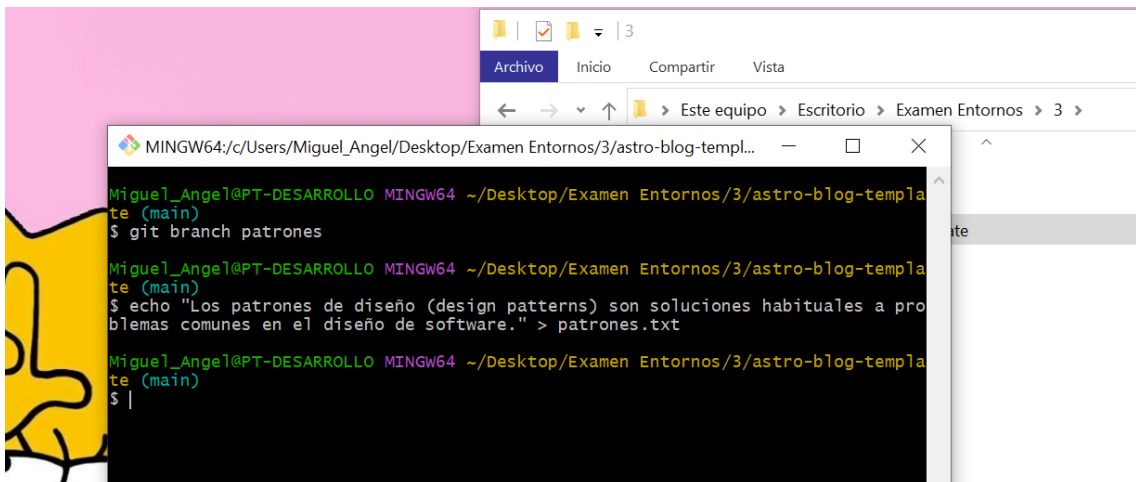 3
Archivo Inicio Compartir Vista
Este equipo > Escritorio > Examen Entornos > 3 >
MINGW64:/c/Users/Miguel_Angel/Desktop/Examen Entornos/3/astro-blog-templ...
Miguel_Angel@PT-DESARROLLO MINGW64 ~/Desktop/Examen Entornos/3/astro-blog-templa
te (main)
$ git branch patrones
ate
Miguel_Angel@PT-DESARROLLO MINGW64 ~/Desktop/Examen Entornos/3/astro-blog-templa
te (main)
$ echo "Los patrones de diseño (design patterns) son soluciones habituales a pro
blemas comunes en el diseño de software." > patrones.txt
Miguel_Angel@PT-DESARROLLO MINGW64 ~/Desktop/Examen Entornos/3/astro-blog-templa
te (main)
$